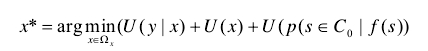 x* = arg min_{x∈Ω_x} (U(y | x) + U(x) + U(p(s ∈ C_0 | f(s))